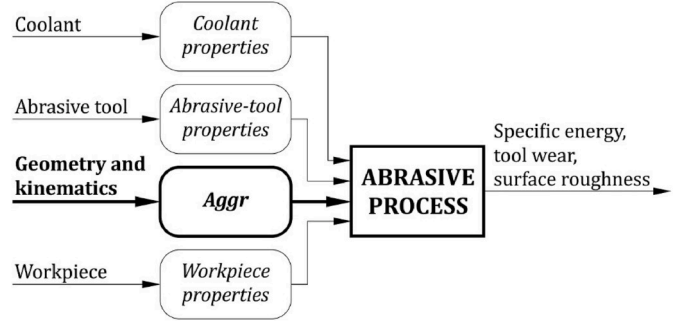 Coolant
Coolant
properties
Abrasive tool
Abrasive-tool
properties
Geometry and
kinematics
Aggr
Workpiece
Workpiece
properties
ABRASIVE
PROCESS
Specific energy,
tool wear,
surface roughness